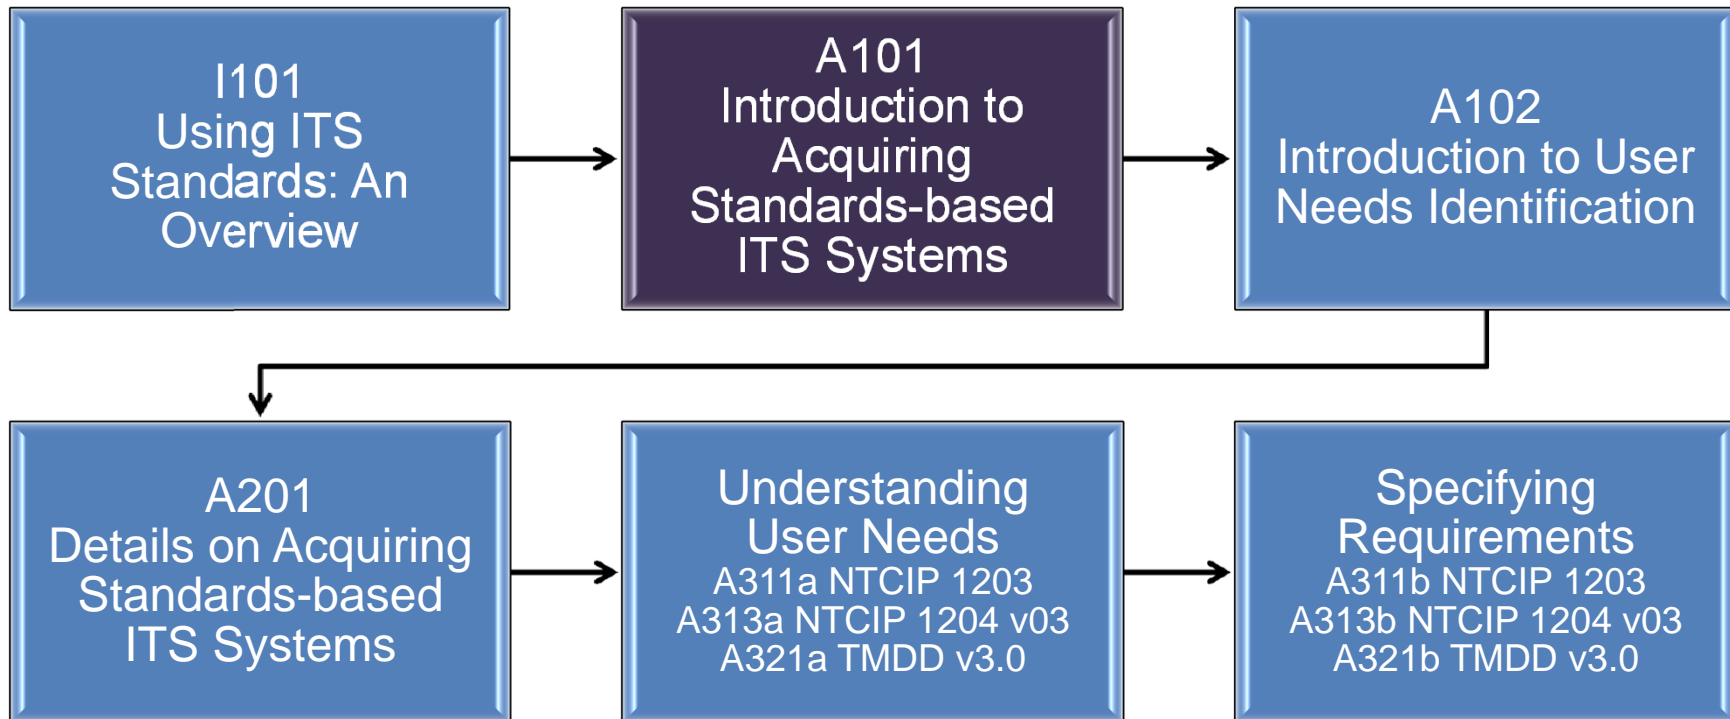 I101
Using ITS
Standards: An
Overview
A101
Introduction to
Acquiring
Standards-based
ITS Systems
A102
Introduction to User
Needs Identification
A201
Details on Acquiring
Standards-based
ITS Systems
Understanding
User Needs
A311a NTCIP 1203
A313a NTCIP 1204 v03
A321a TMDD v3.0
Specifying
Requirements
A311b NTCIP 1203
A313b NTCIP 1204 v03
A321b TMDD v3.0